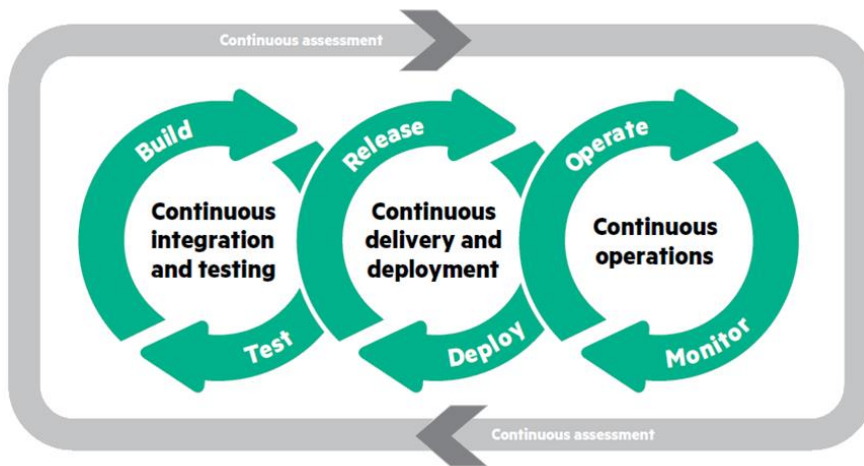 Continuous assessment
Build
Release
Operate
Continuous
integration
and testing
Continuous
delivery and
deployment
Continuous
operations
Test
Deploy
Monitor
Continuous assessment